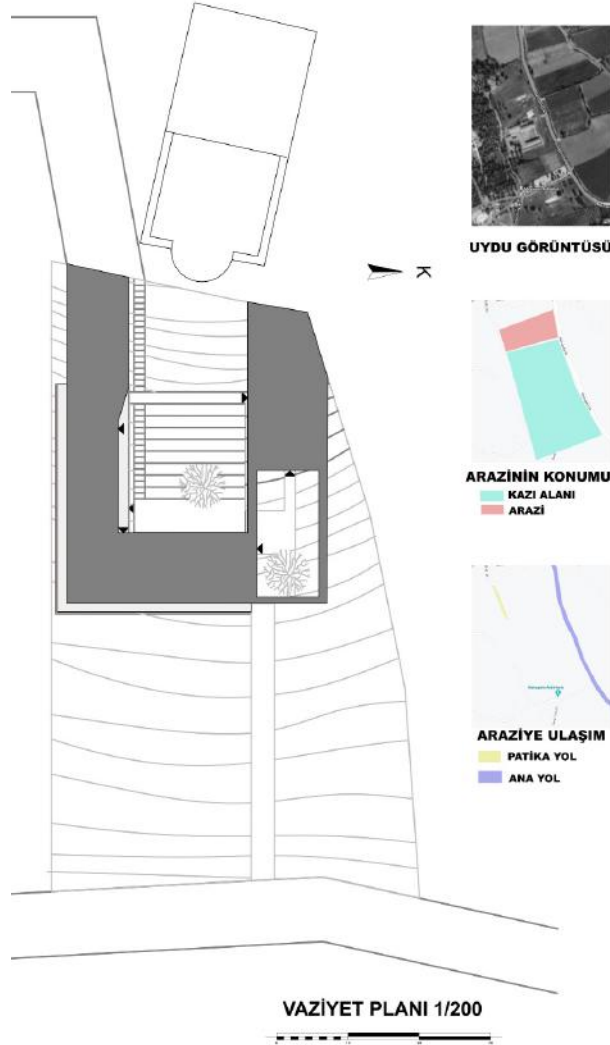 UYDU GÖRÜNTÜSÜ
K
ARAZİNİN KONUMU
KAZI ALANI
ARAZİ
ARAZİYE ULAŞIM
PATİKA YOL
ANA YOL
VAZİYET PLANI 1/200